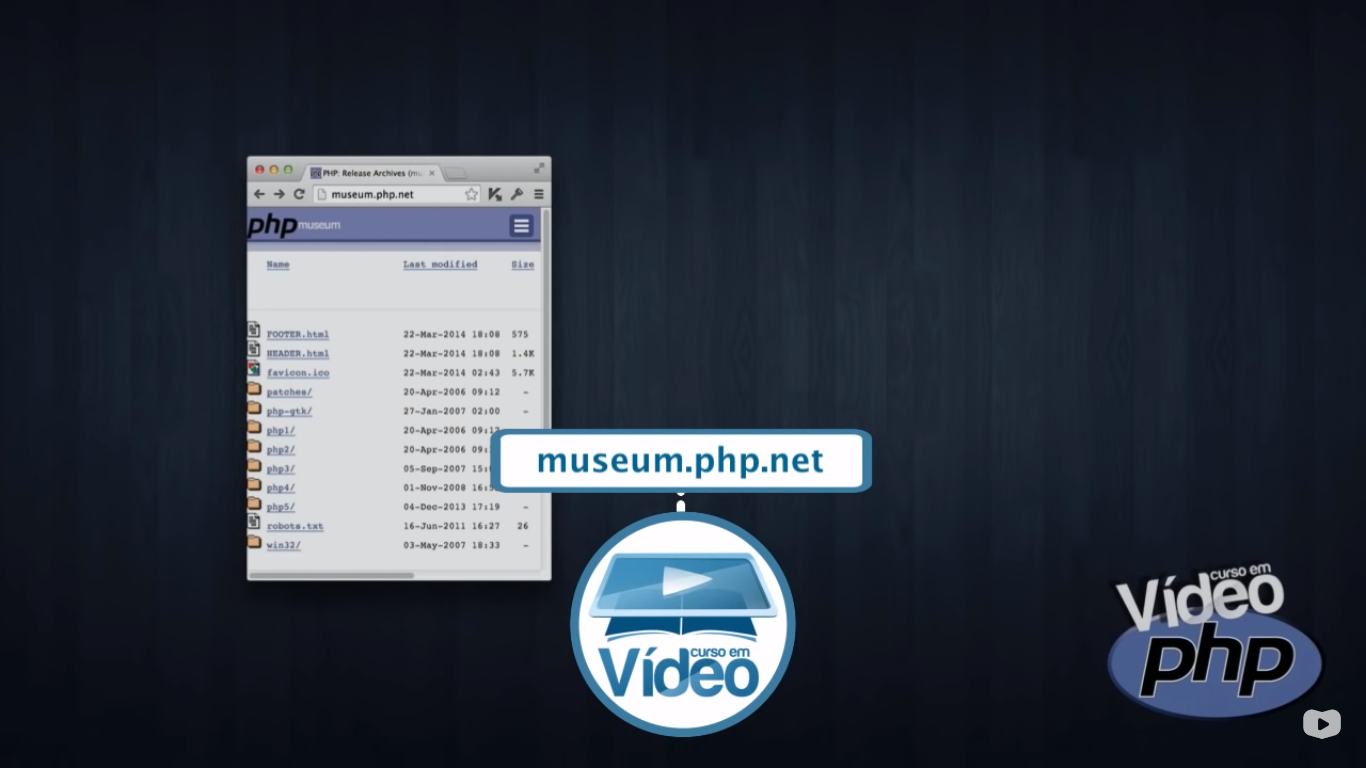 PHP: Release Archives (mu
museum.php.net
php museum
Name Last modified Size
FOOTER.html 22-Mar-2014 18:08 575
HEADER.html 22-Mar-2014 18:08 1.4K
favicon.ico 22-Mar-2014 02:43 5.7K
patches/ 20-Apr-2006 09:12 -
php-gtk/ 27-Jan-2007 02:00 -
php1/ 20-Apr-2006 09:12
php2/ 20-Apr-2006 09:
php3/ 05-Sep-2007 15:
php4/ 01-Nov-2008 16:
php5/ 04-Dec-2013 17:19 -
robots.txt 16-Jun-2011 16:27 26
win32/ 03-May-2007 18:33 -
museum.php.net
curso em
Vídeo
curso em
Vídeo
php